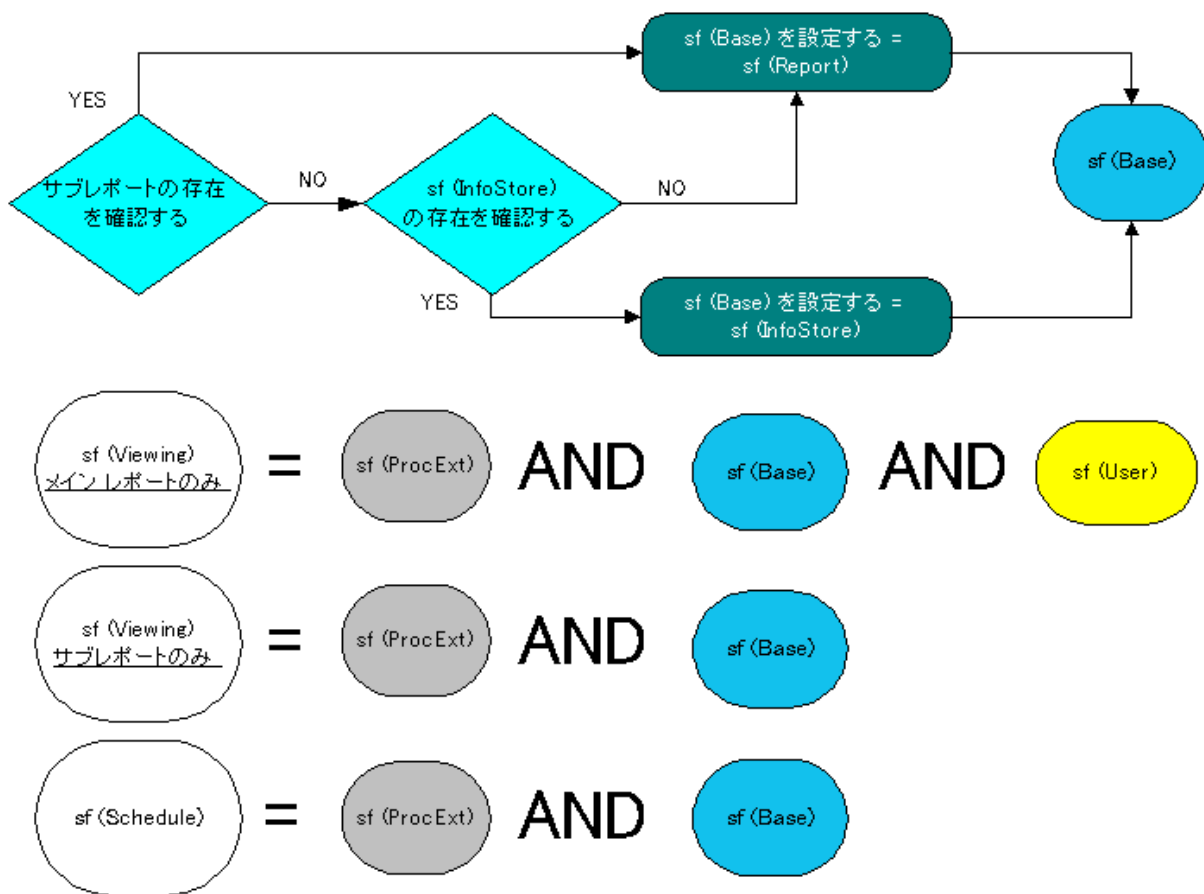 sf (Base) を設定する =
sf (Report)
YES
サブレポートの存在
を確認する
NO
sf (InfoStore)
の存在を確認する
NO
sf (Base)
YES
sf (Base) を設定する =
sf (InfoStore)
sf (Viewing)
メイン レポートのみ
=
sf (ProcExt)
AND
sf (Base)
AND
sf (User)
sf (Viewing)
サブレポートのみ
=
sf (ProcExt)
AND
sf (Base)
sf (Schedule)
=
sf (ProcExt)
AND
sf (Base)